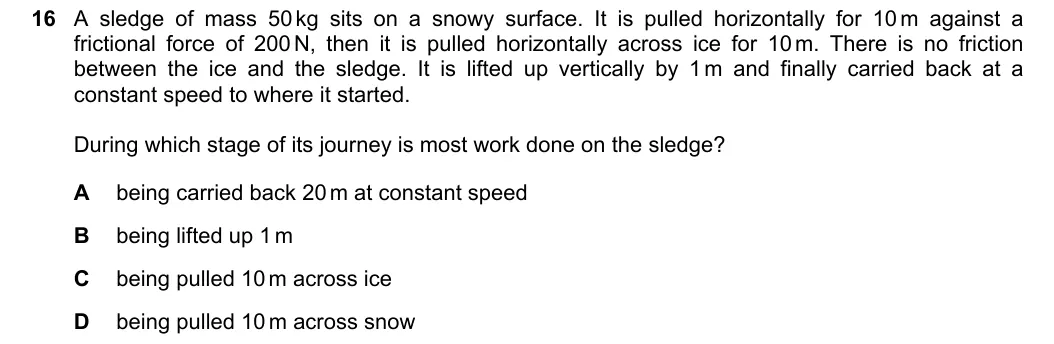 16 A sledge of mass 50 kg sits on a snowy surface. It is pulled horizontally for 10 m against a
frictional force of 200 N, then it is pulled horizontally across ice for 10 m. There is no friction
between the ice and the sledge. It is lifted up vertically by 1 m and finally carried back at a
constant speed to where it started.
During which stage of its journey is most work done on the sledge?
A being carried back 20 m at constant speed
B being lifted up 1 m
C being pulled 10 m across ice
D being pulled 10 m across snow